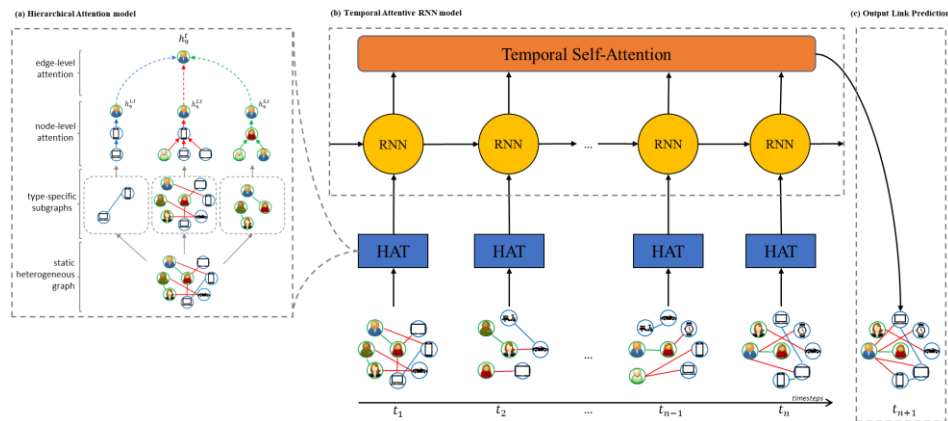 (a) Hierarchical Attention model
(b) Temporal Attentive RNN model
(c) Output Link Prediction
edge-level
attention
node-level
attention
type-specific
subgraphs
static
heterogeneous
graph
Temporal Self-Attention
RNN
RNN
...
RNN
RNN
HAT
HAT
HAT
HAT
...
timesteps
t₁
t₂
...
tₙ₋₁
tₙ
tₙ₊₁